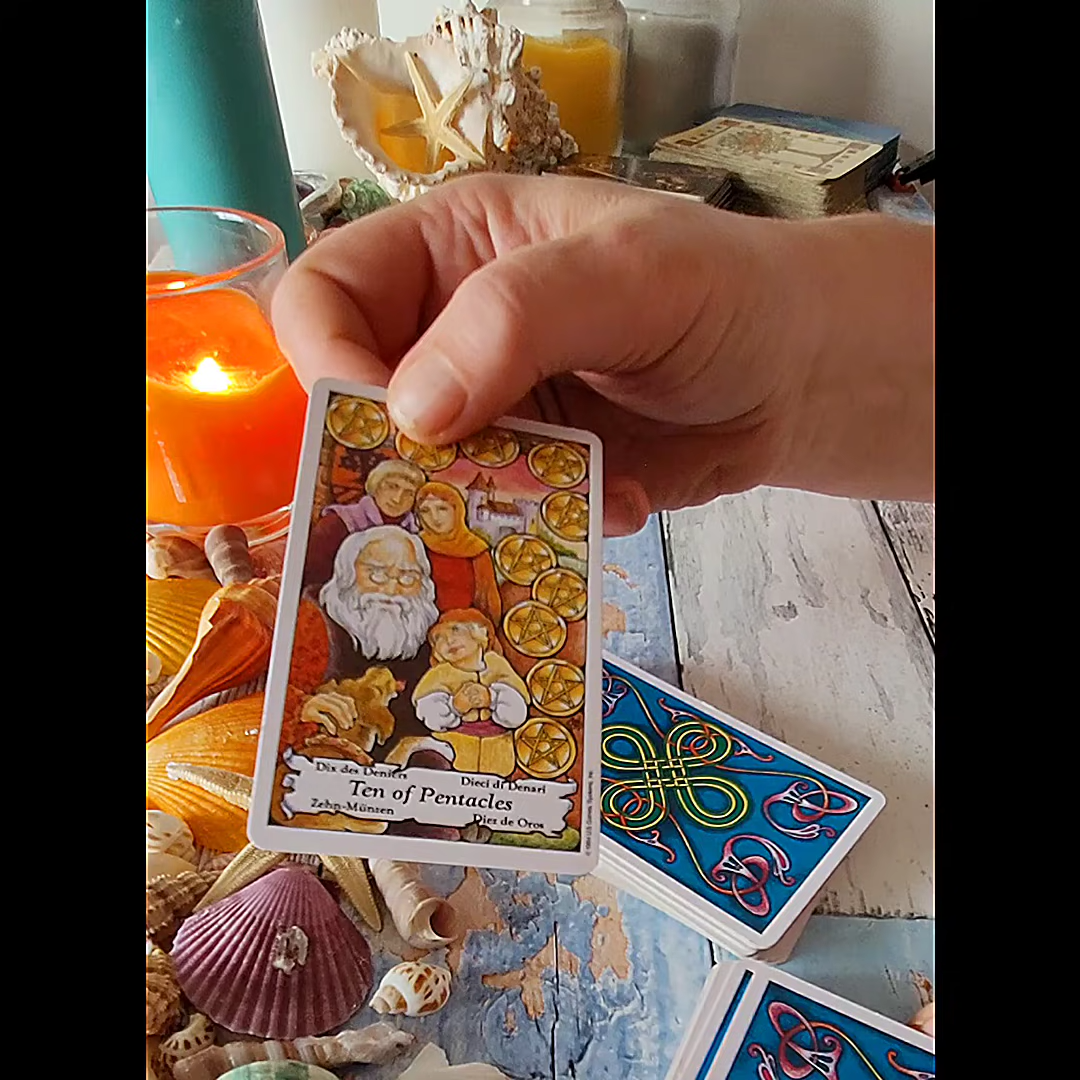 Dix des Deniers
Dieci di Denari
Ten of Pentacles
Zehn-Münzen
Diez de Oros